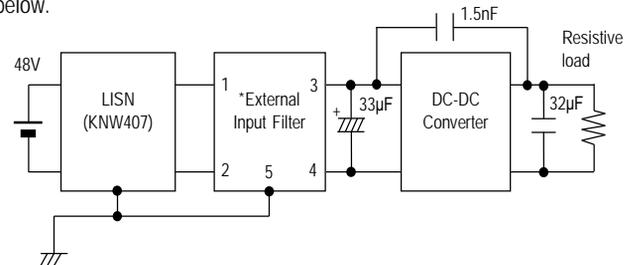 below.
1.5nF
Resistive
load
48V
LISN
(KNW407)
1
2
*External
Input Filter
3
4
5
+
33µF
DC-DC
Converter
32µF